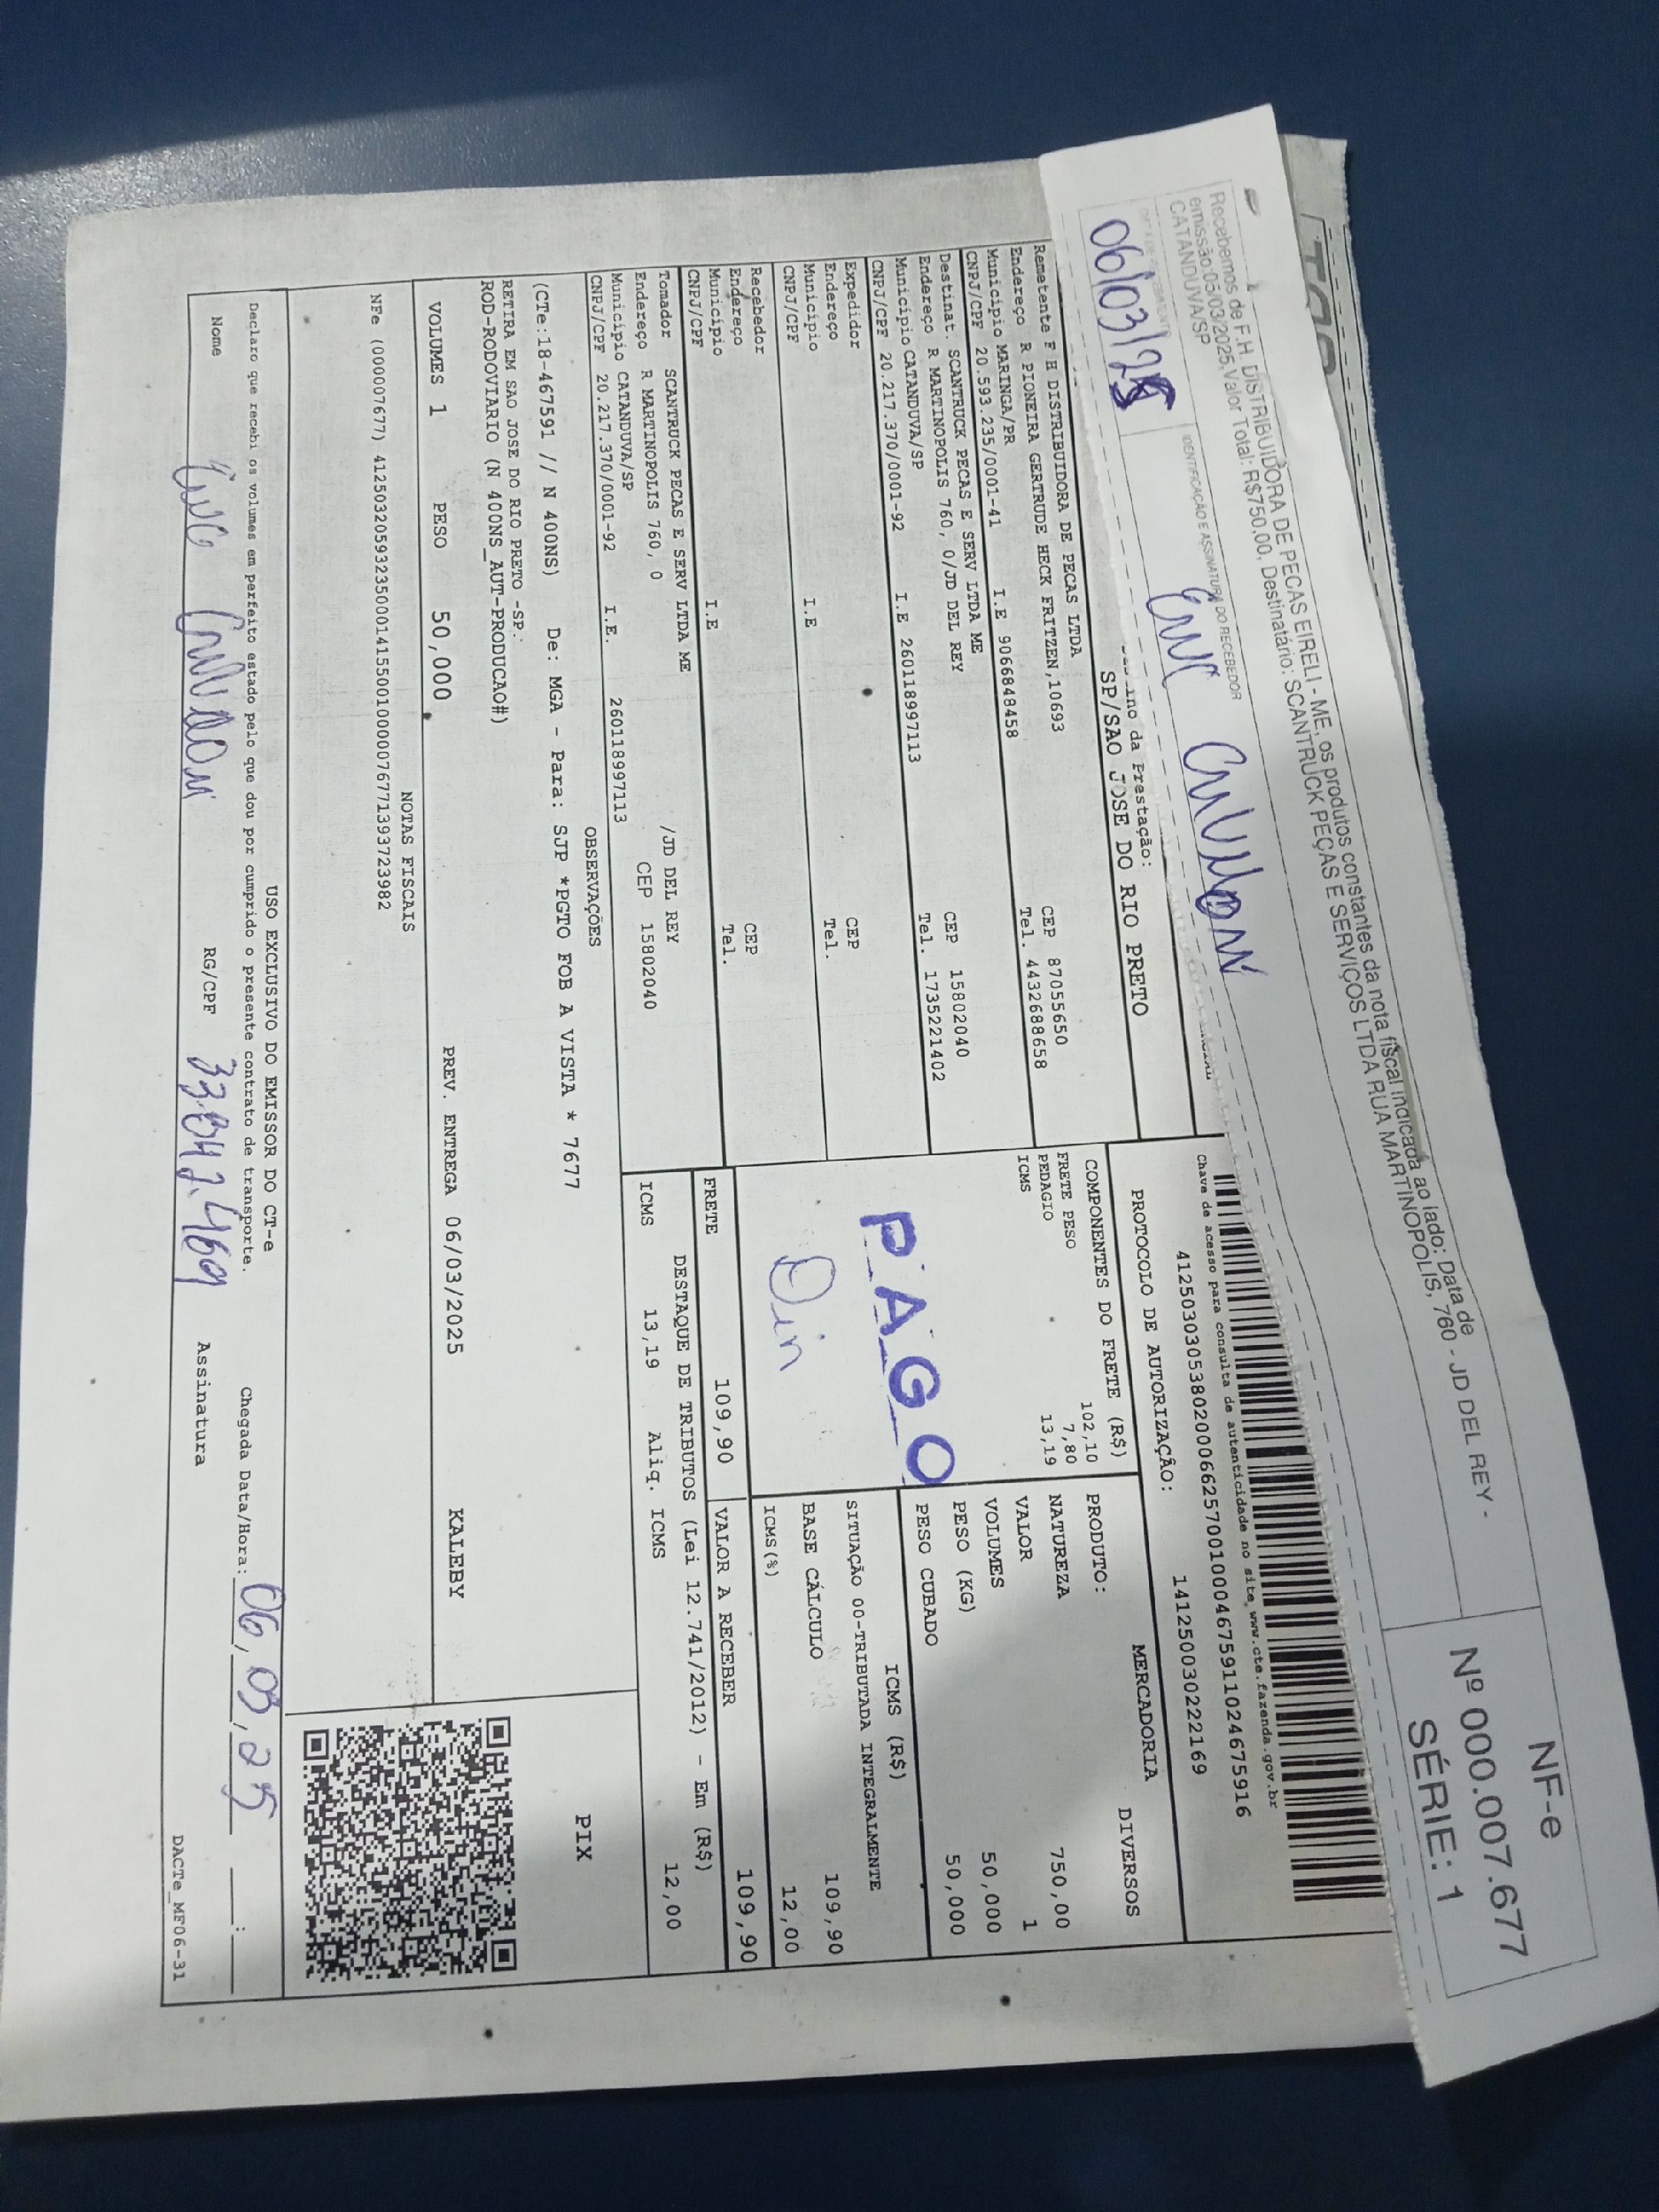 Recebemos de F.H. DISTRIBUIDORA DE PECAS EIRELI - ME, os produtos constantes da nota fiscal indicada ao lado: Data de
emissão:05/03/2025,Valor Total: R$750.00, Destinatário: SCANTRUCK PEÇAS E SERVIÇOS LTDA RUA MARTINOPOLIS, 760 - JD DEL REY -
CATANDUVA/SP
NF-e
Nº 000.007.677
SÉRIE: 1
IDENTIFICAÇÃO E ASSINATURA DO RECEBEDOR
06/03/25
da Prestação:
SP/SAO JOSE DO RIO PRETO
Chave de acesso para consulta de autenticidade no site www.cte.fazenda.gov.br
41250303053802000662570010004675911024675916
PROTOCOLO DE AUTORIZAÇÃO: 141250030222169
Remetente F H DISTRIBUIDORA DE PECAS LTDA
Endereço R PIONEIRA GERTRUDE HECK FRITZEN,10693 CEP 87055650
Município MARINGA/PR Tel. 4432688658
CNPJ/CPF 20.593.235/0001-41 I.E 9066848458
Destinat. SCANTRUCK PECAS E SERV LTDA ME
Endereço R MARTINOPOLIS 760, 0/JD DEL REY CEP 15802040
Município CATANDUVA/SP Tel. 1735221402
CNPJ/CPF 20.217.370/0001-92 I.E 260118997113
Expedidor
Endereço CEP
Município Tel.
CNPJ/CPF I.E
Recebedor
Endereço CEP
Município Tel.
CNPJ/CPF I.E
Tomador SCANTRUCK PECAS E SERV LTDA ME
Endereço R MARTINOPOLIS 760, 0 /JD DEL REY
Município CATANDUVA/SP CEP 15802040
CNPJ/CPF 20.217.370/0001-92 I.E. 260118997113
COMPONENTES DO FRETE (R$)
FRETE PESO 102,10
PEDAGIO 7,80
ICMS 13,19
PAGO
Din
FRETE 109,90
MERCADORIA
PRODUTO: DIVERSOS
NATUREZA
VALOR 750,00
VOLUMES 1
PESO (KG) 50,000
PESO CUBADO 50,000
ICMS (R$)
SITUAÇÃO 00-TRIBUTADA INTEGRALMENTE
BASE CÁLCULO 109,90
ICMS(%) 12,00
VALOR A RECEBER 109,90
DESTAQUE DE TRIBUTOS (Lei 12.741/2012) - Em (R$)
ICMS 13,19 Aliq. ICMS 12,00
OBSERVAÇÕES
(CTe:18-467591 // N 400NS) De: MGA - Para: SJP *PGTO FOB A VISTA * 7677
RETIRA EM SAO JOSE DO RIO PRETO -SP.
ROD-RODOVIARIO (N 400NS_AUT-PRODUCAO#)
PIX
VOLUMES 1 PESO 50,000 PREV. ENTREGA 06/03/2025 KALEBY
NOTAS FISCAIS
NFe (000007677) 41250320593235000141550010000076771393723982
USO EXCLUSIVO DO EMISSOR DO CT-e
Declaro que recebi os volumes em perfeito estado pelo que dou por cumprido o presente contrato de transporte. Chegada Data/Hora: 06,03,25 :
Nome RG/CPF 33.842.469 Assinatura
DACTe_MF06-31